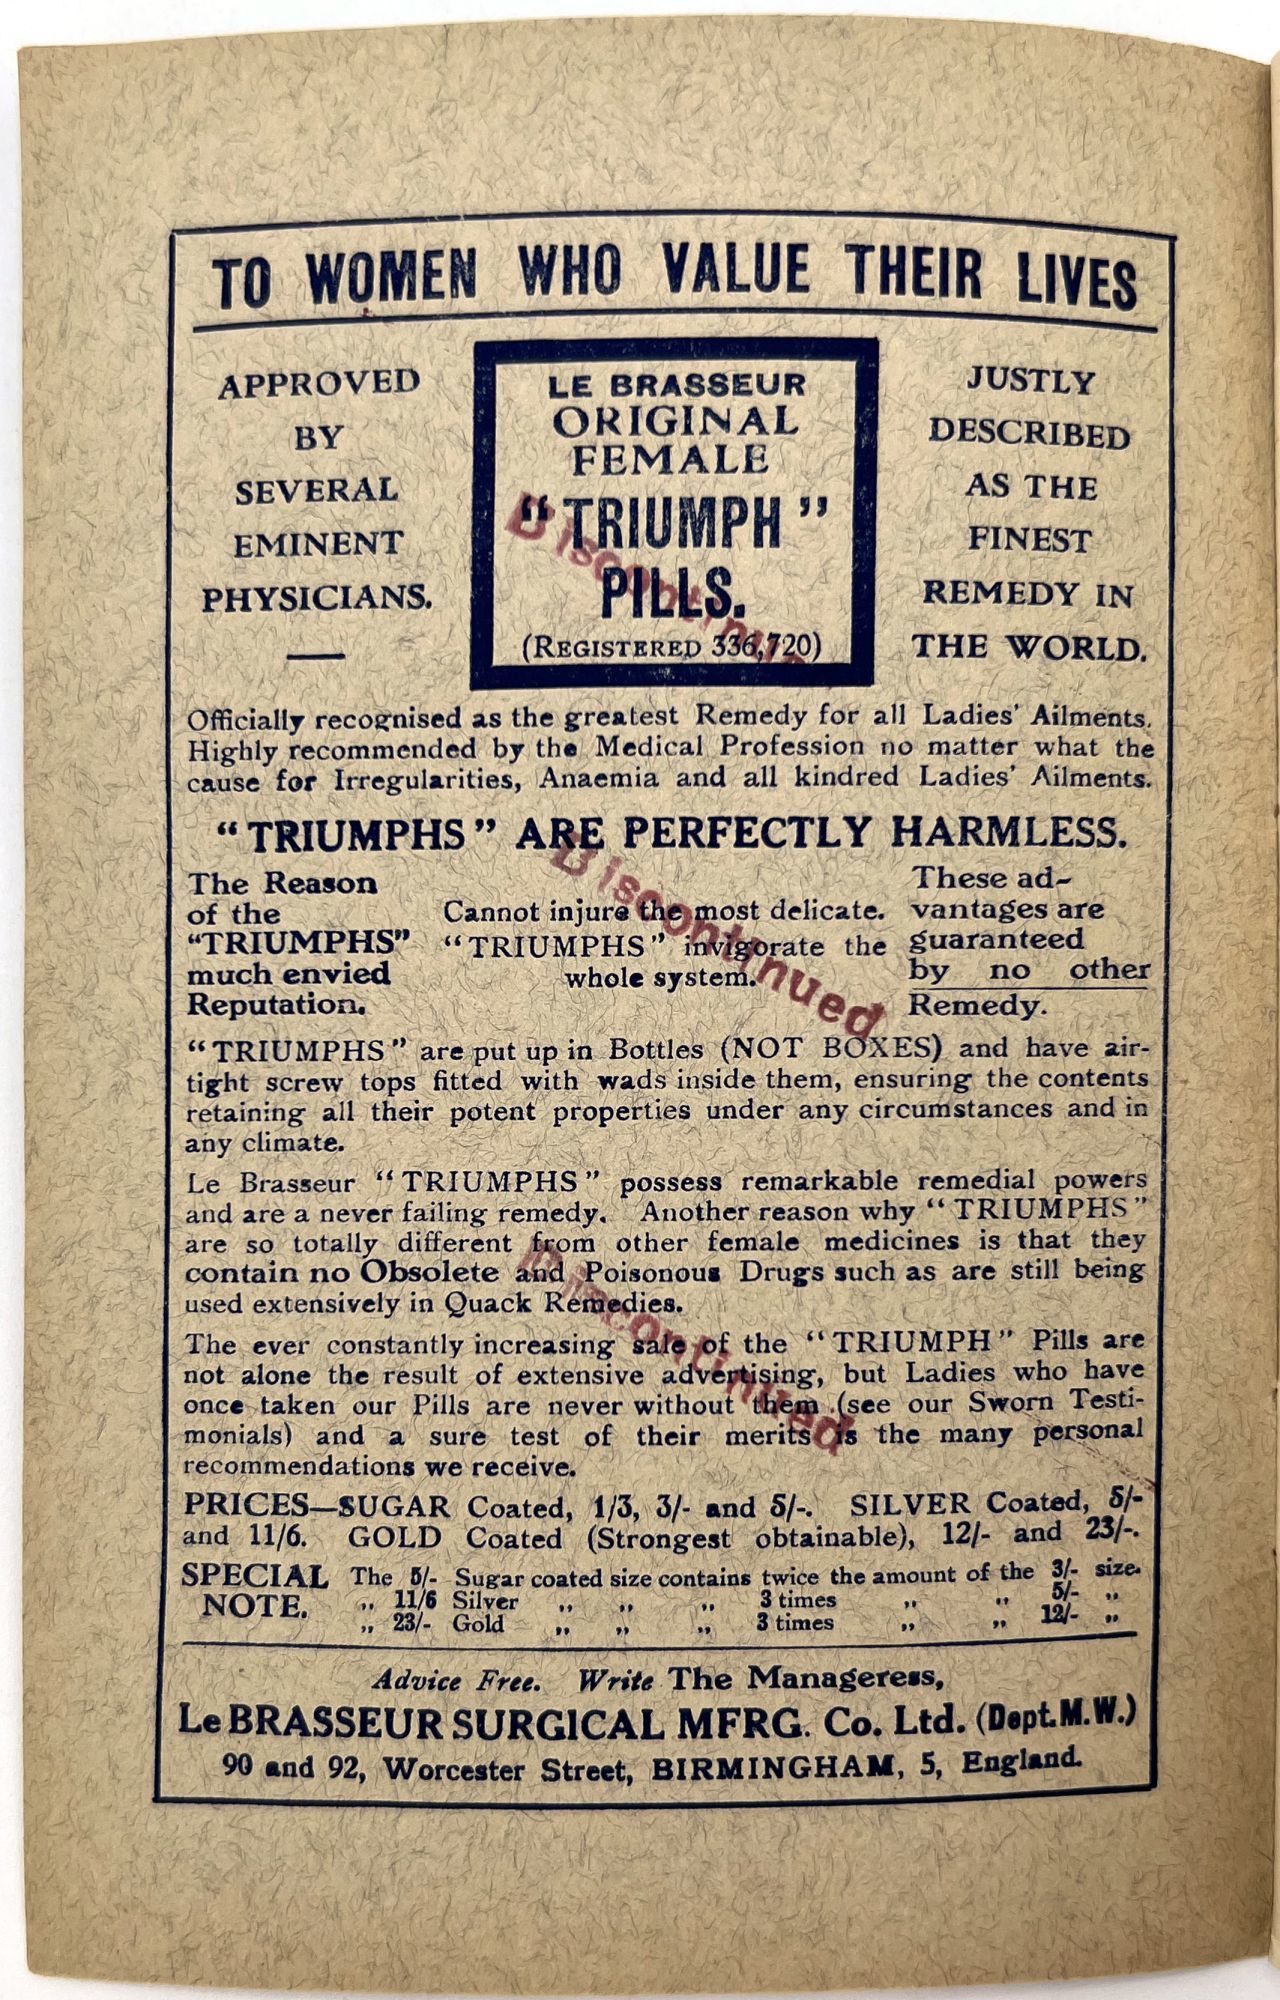 TO WOMEN WHO VALUE THEIR LIVES
APPROVED
BY
SEVERAL
EMINENT
PHYSICIANS.
LE BRASSEUR
ORIGINAL
FEMALE
"TRIUMPH"
PILLS.
(REGISTERED 336,720)
Discontinu
JUSTLY
DESCRIBED
AS THE
FINEST
REMEDY IN
THE WORLD.
Officially recognised as the greatest Remedy for all Ladies' Ailments.
Highly recommended by the Medical Profession no matter what the
cause for Irregularities, Anaemia and all kindred Ladies' Ailments.
"TRIUMPHS" ARE PERFECTLY HARMLESS.
The Reason
of the
"TRIUMPHS"
much envied
Reputation.
Cannot injure the most delicate.
"TRIUMPHS" invigorate the
whole system.
Discontinued
These ad-
vantages are
guaranteed
by no other
Remedy.
"TRIUMPHS" are put up in Bottles (NOT BOXES) and have air-
tight screw tops fitted with wads inside them, ensuring the contents
retaining all their potent properties under any circumstances and in
any climate.
Le Brasseur "TRIUMPHS" possess remarkable remedial powers
and are a never failing remedy. Another reason why "TRIUMPHS"
are so totally different from other female medicines is that they
contain no Obsolete and Poisonous Drugs such as are still being
used extensively in Quack Remedies.
Discontinued
The ever constantly increasing sale of the "TRIUMPH" Pills are
not alone the result of extensive advertising, but Ladies who have
once taken our Pills are never without them (see our Sworn Testi-
monials) and a sure test of their merits is the many personal
recommendations we receive.
PRICES—SUGAR Coated, 1/3, 3/- and 5/-. SILVER Coated, 5/-
and 11/6. GOLD Coated (Strongest obtainable), 12/- and 23/-.
SPECIAL NOTE. The 5/- Sugar coated size contains twice the amount of the 3/- size.
,, 11/6 Silver ,, ,, ,, 3 times ,, ,, 5/- ,,
,, 23/- Gold ,, ,, ,, 3 times ,, ,, 12/- ,,
Advice Free. Write The Manageress,
Le BRASSEUR SURGICAL MFRG. Co. Ltd. (Dept. M.W.)
90 and 92, Worcester Street, BIRMINGHAM, 5, England.